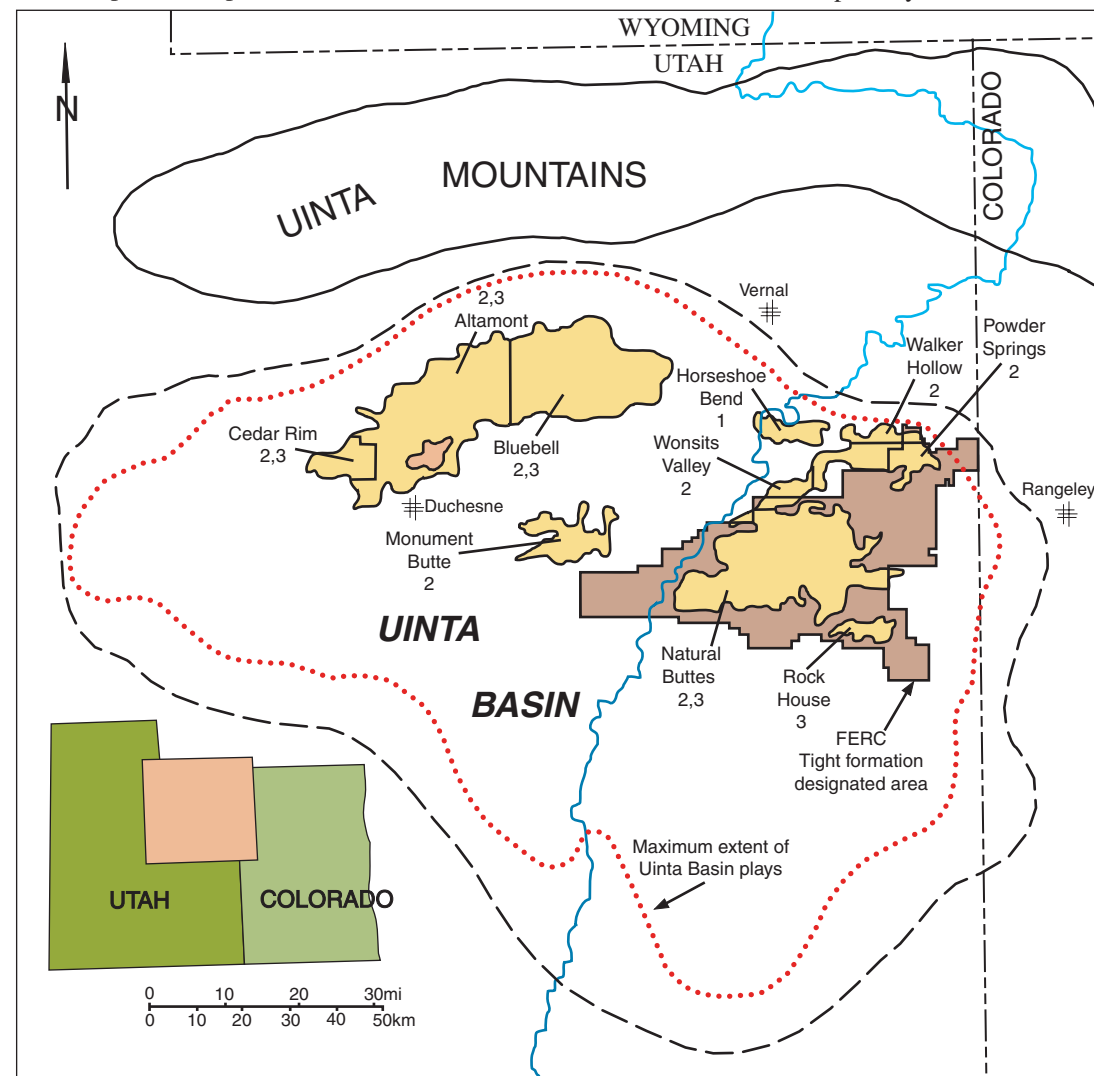 WYOMING
UTAH
COLORADO
N
UINTA
MOUNTAINS
2,3
Altamont
Vernal
Powder
Springs
2
Walker
Hollow
2
Horseshoe
Bend
1
Cedar Rim
2,3
Bluebell
2,3
Wonsits
Valley
2
Rangeley
Duchesne
Monument
Butte
2
UINTA
BASIN
Natural
Buttes
2,3
Rock
House
3
FERC
Tight formation
designated area
Maximum extent of
Uinta Basin plays
UTAH
COLORADO
0 10 20 30mi
0 10 20 30 40 50km